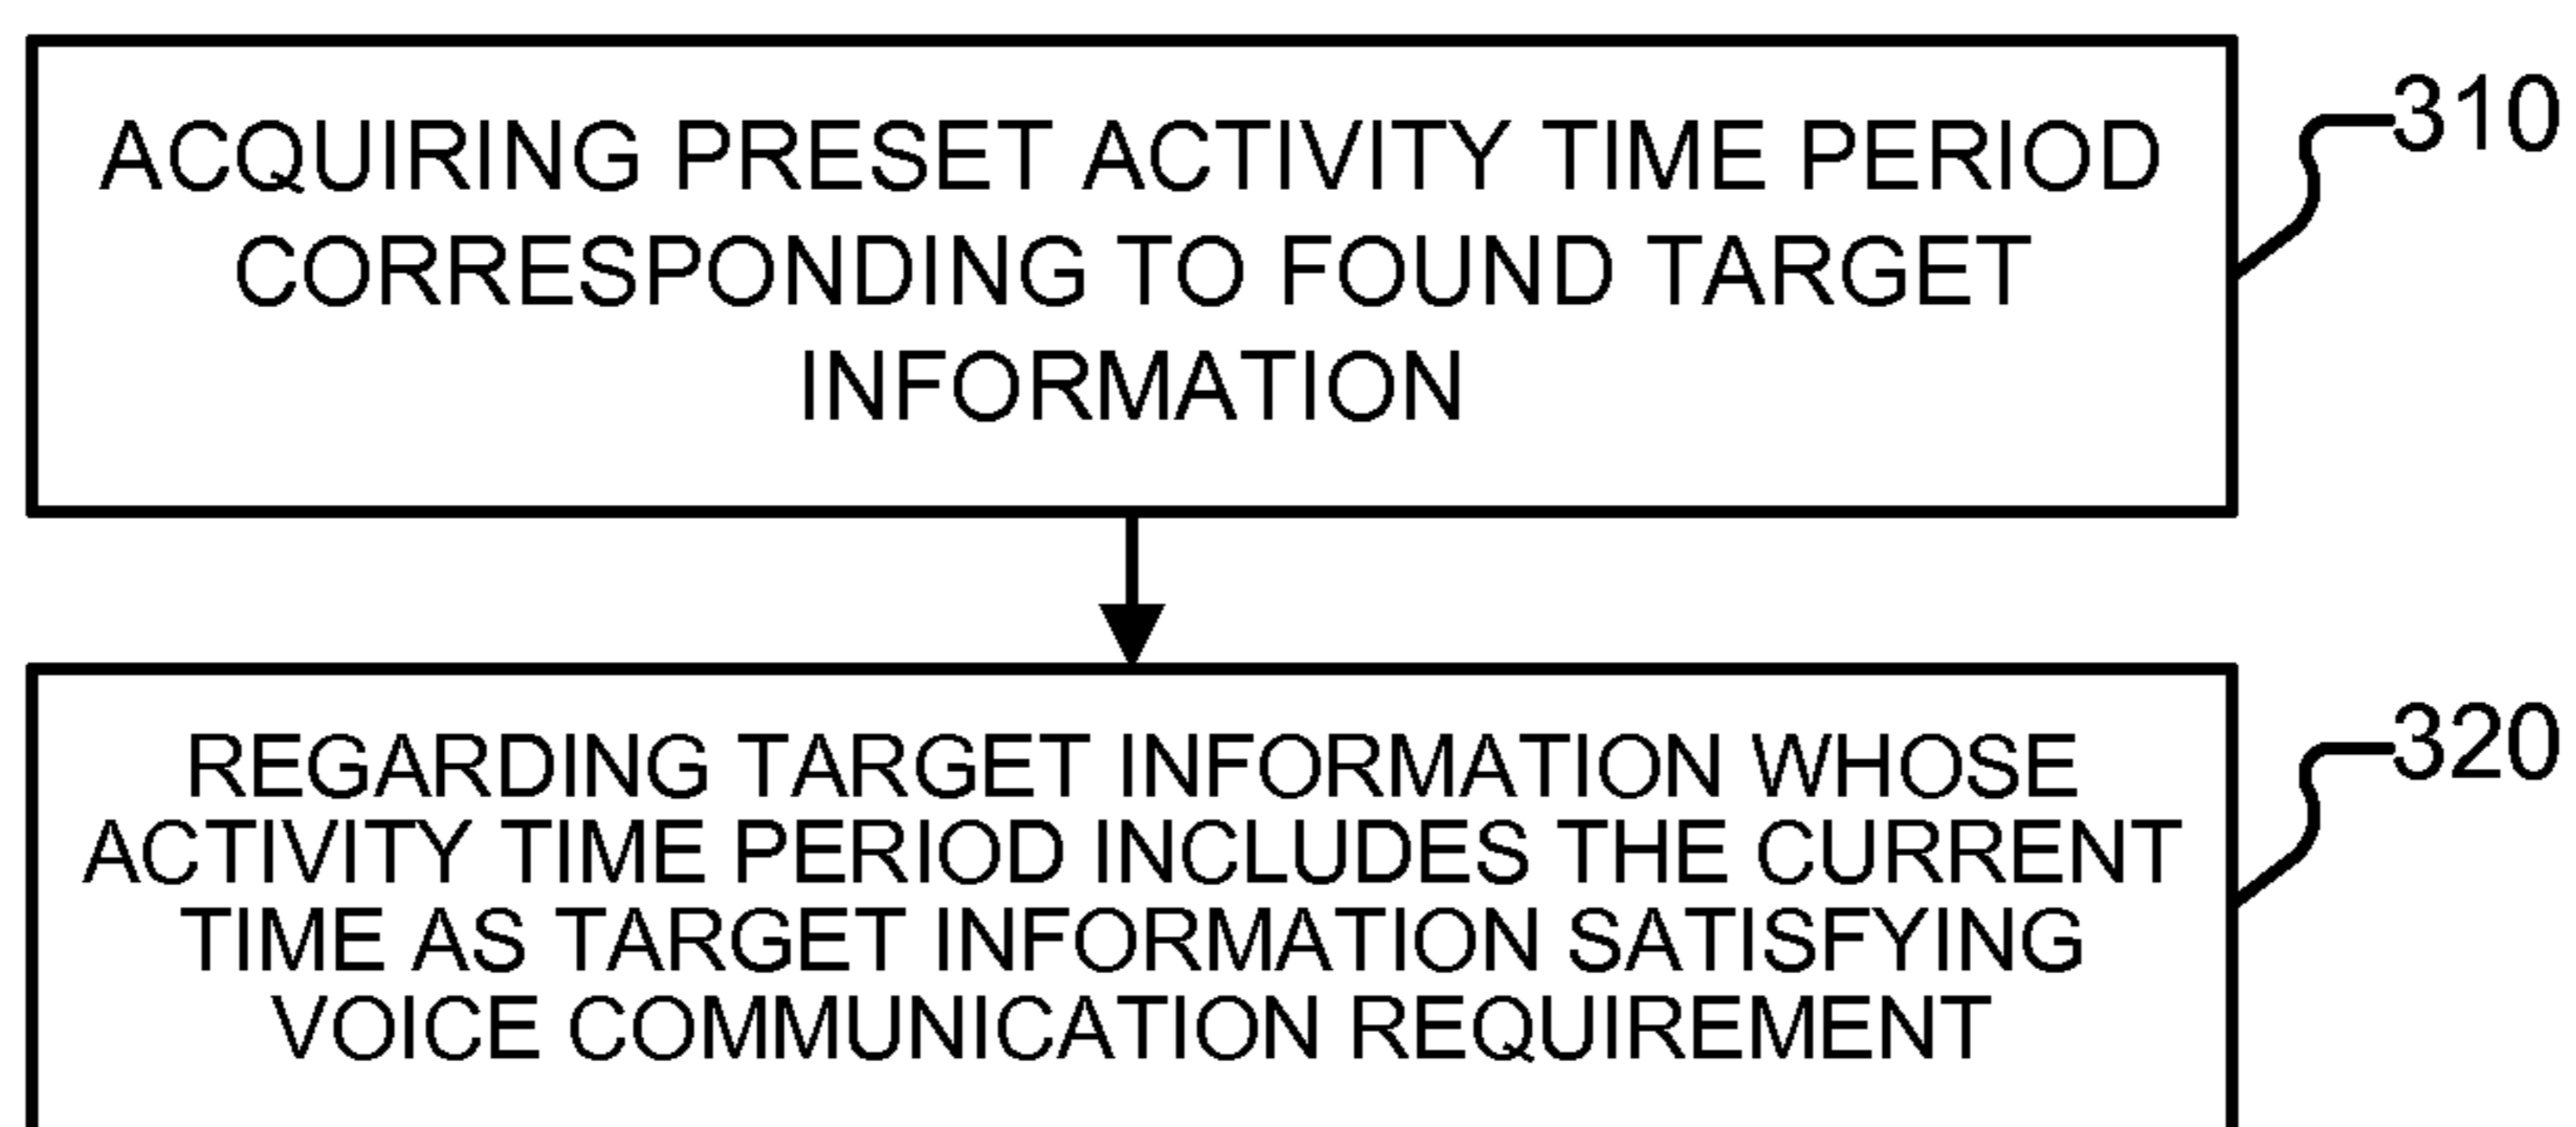 ACQUIRING PRESET ACTIVITY TIME PERIOD
CORRESPONDING TO FOUND TARGET
INFORMATION
310
REGARDING TARGET INFORMATION WHOSE
ACTIVITY TIME PERIOD INCLUDES THE CURRENT
TIME AS TARGET INFORMATION SATISFYING
VOICE COMMUNICATION REQUIREMENT
320